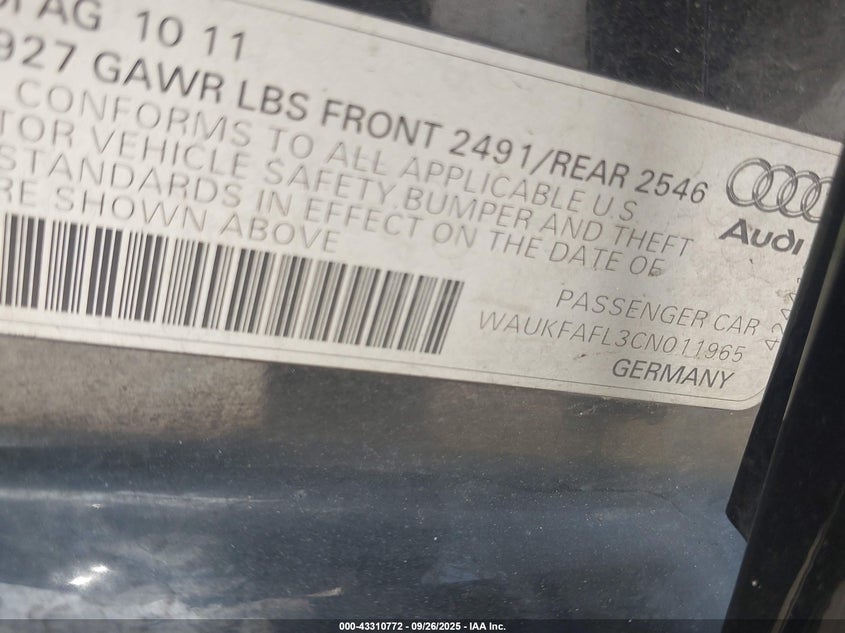 AG 10 11
927 GAWR LBS FRONT 2491/REAR 2546
CONFORMS TO ALL APPLICABLE U S
TOR VEHICLE SAFETY, BUMPER AND THEFT
STANDARDS IN EFFECT ON THE DATE OF
RE SHOWN ABOVE
Audi
PASSENGER CAR
WAUKFAFL3CN011965
GERMANY
000-43310772 - 09/26/2025 - IAA Inc.